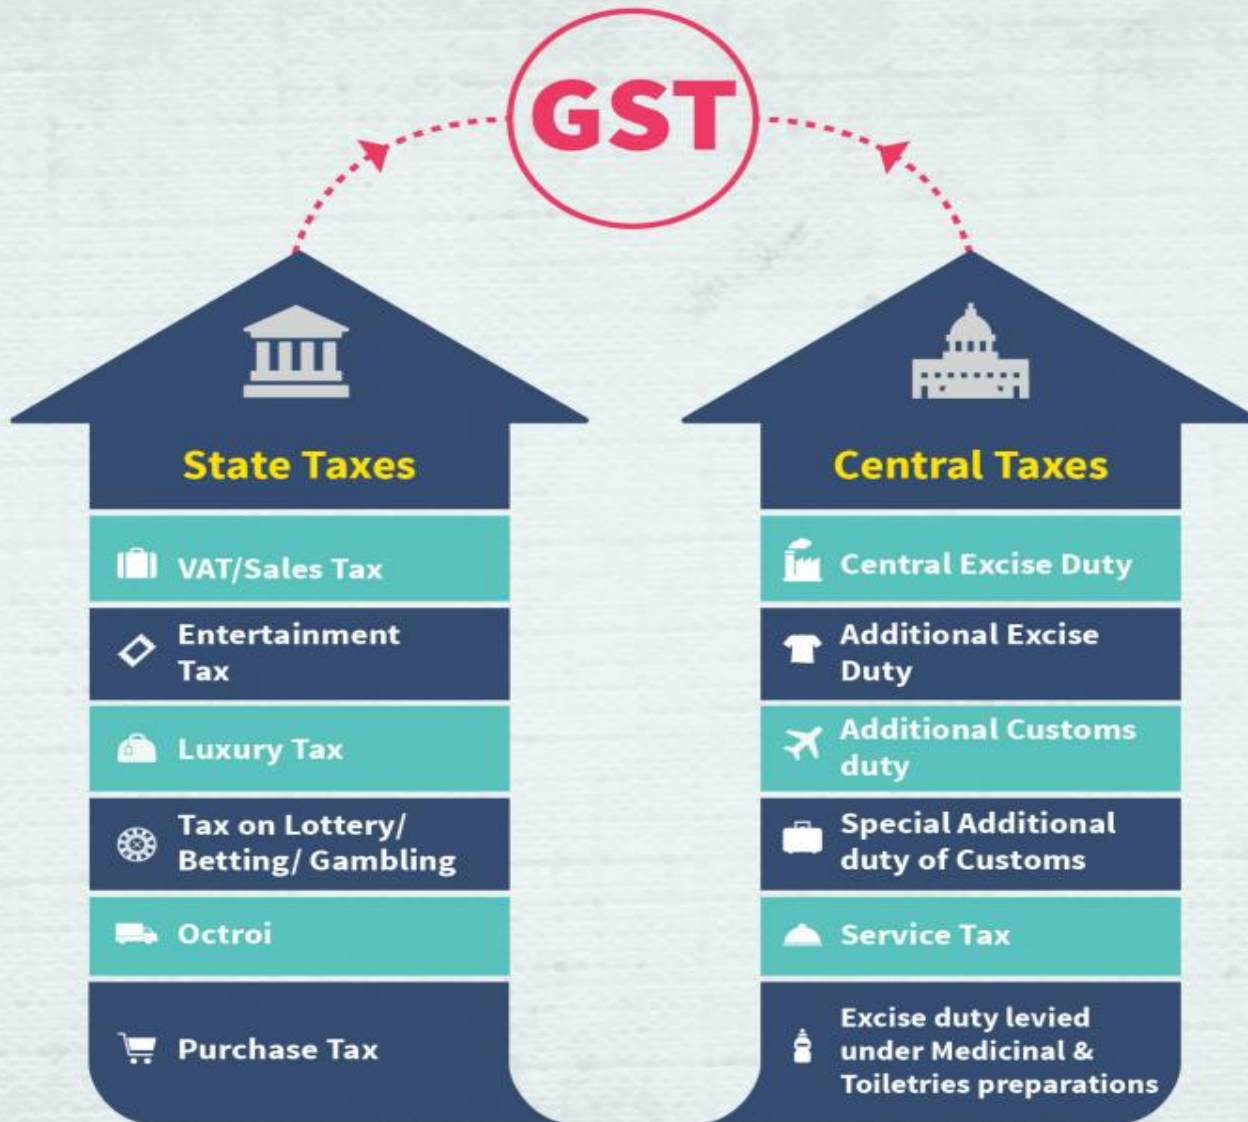 GST
State Taxes
VAT/Sales Tax
Entertainment
Tax
Luxury Tax
Tax on Lottery/
Betting/ Gambling
Octroi
Purchase Tax
Central Taxes
Central Excise Duty
Additional Excise
Duty
Additional Customs
duty
Special Additional
duty of Customs
Service Tax
Excise duty levied
under Medicinal &
Toiletries preparations